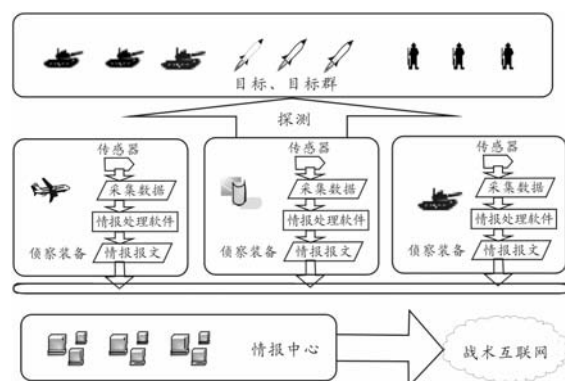 目标、目标群
探测
传感器
采集数据
情报处理软件
侦察装备
情报报文
传感器
采集数据
情报处理软件
侦察装备
情报报文
传感器
采集数据
情报处理软件
侦察装备
情报报文
情报中心
战术互联网